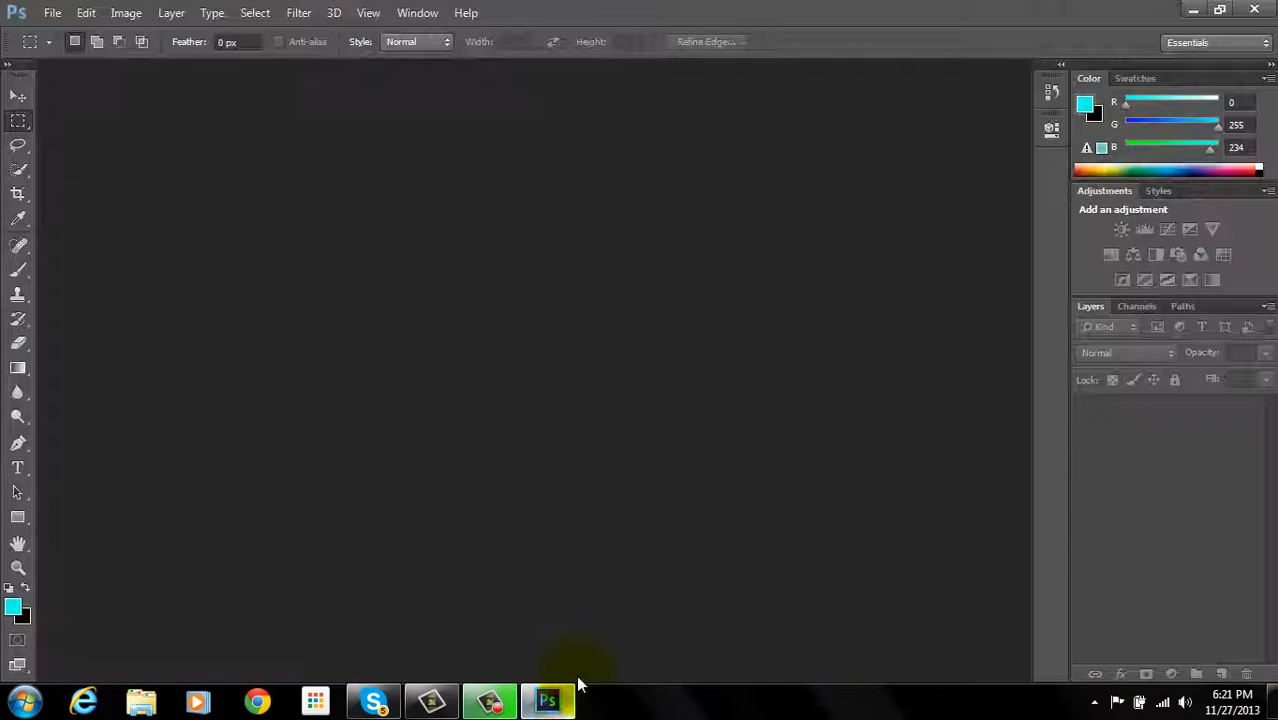 Ps File Edit Image Layer Type Select Filter 3D View Window Help
Feather: 0 px Anti-alias Style: Normal Width: Height: Refine Edge... Essentials
Color Swatches
R 0
G 255
B 234
Adjustments Styles
Add an adjustment
Layers Channels Paths
Kind T
Normal Opacity:
Lock: Fill:
T
S 5 Ps
6:21 PM
11/27/2013